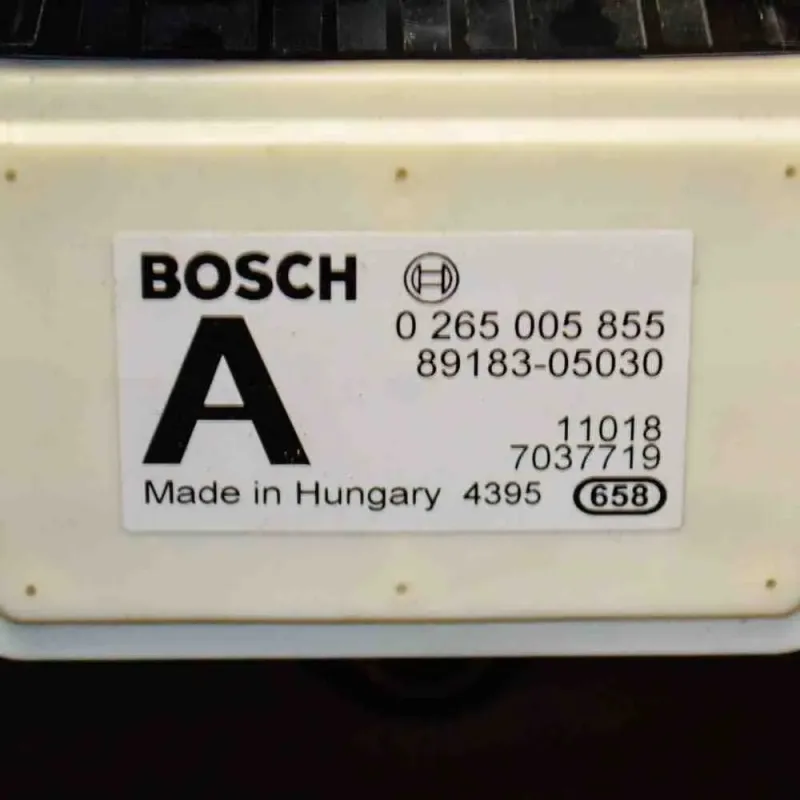 BOSCH
A
0 265 005 855
89183-05030
11018
7037719
Made in Hungary 4395 658